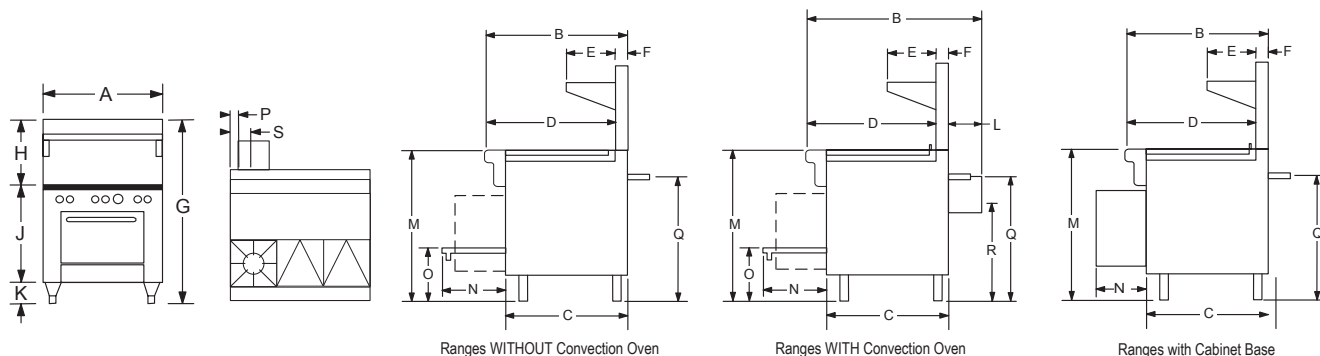 A
H
J
K
G
P
S
B
E
F
D
M
O
N
Q
C
Ranges WITHOUT Convection Oven
B
E
F
D
L
M
O
N
R
Q
C
Ranges WITH Convection Oven
B
E
F
D
M
N
Q
C
Ranges with Cabinet Base